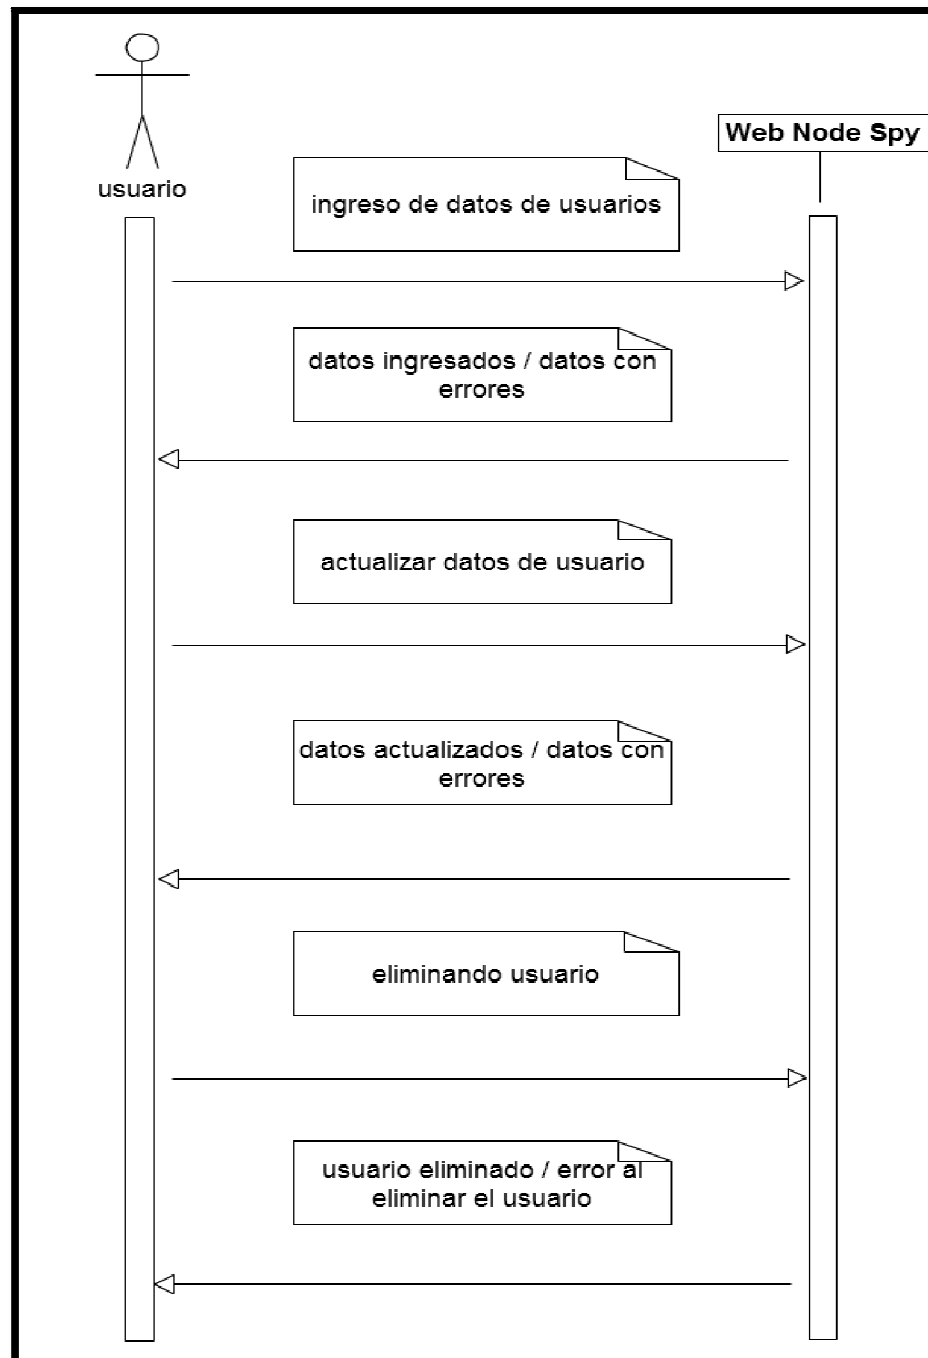 usuario
Web Node Spy
ingreso de datos de usuarios
datos ingresados / datos con
errores
actualizar datos de usuario
datos actualizados / datos con
errores
eliminando usuario
usuario eliminado / error al
eliminar el usuario